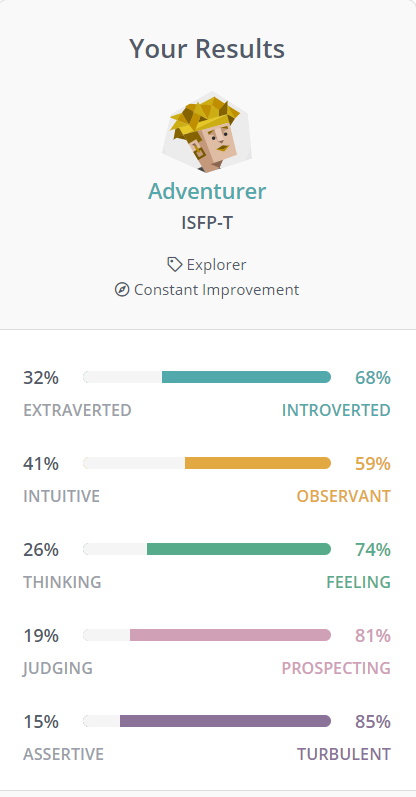 Your Results
Adventurer
ISFP-T
Explorer
Constant Improvement
32% 68%
EXTRAVERTED INTROVERTED
41% 59%
INTUITIVE OBSERVANT
26% 74%
THINKING FEELING
19% 81%
JUDGING PROSPECTING
15% 85%
ASSERTIVE TURBULENT